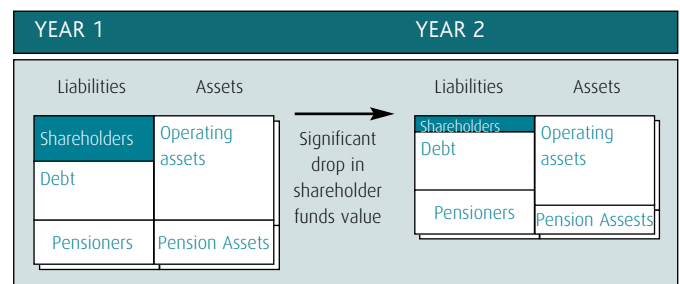 YEAR 1
YEAR 2
Liabilities
Assets
Shareholders
Operating
assets
Debt
Pensioners
Pension Assets
Significant
drop in
shareholder
funds value
Liabilities
Assets
Shareholders
Operating
assets
Debt
Pensioners
Pension Assests